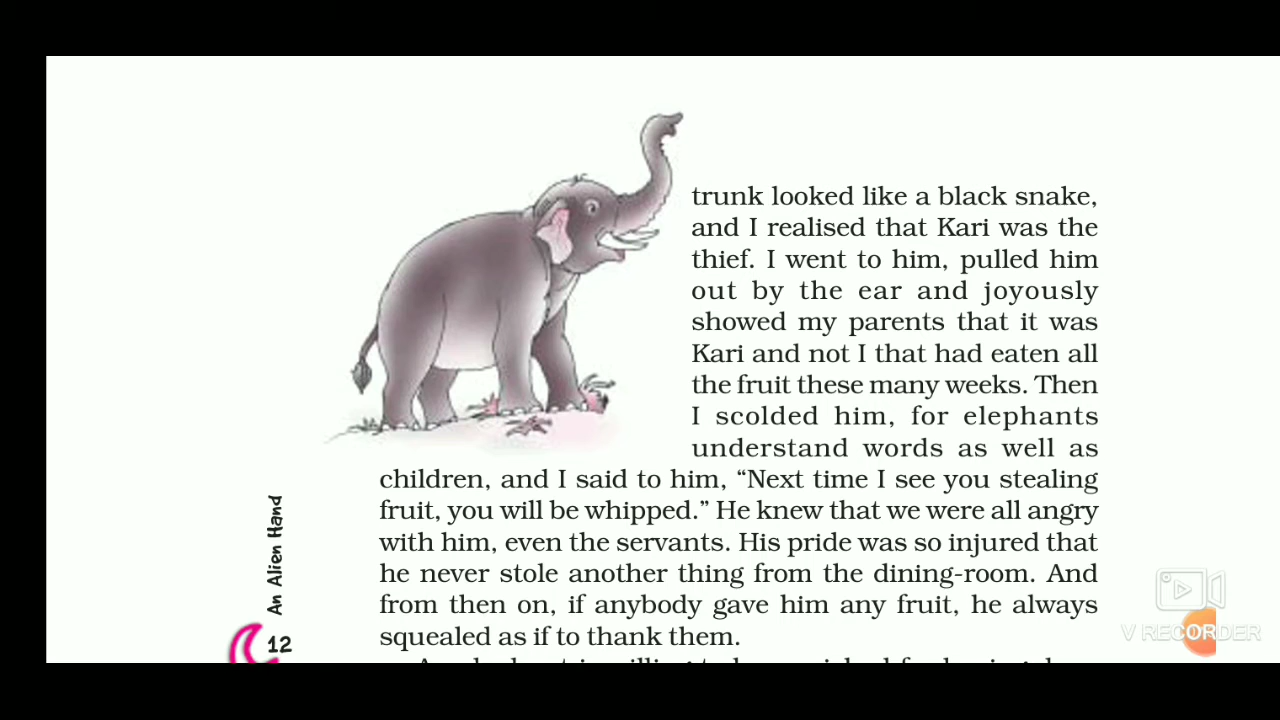 trunk looked like a black snake,
and I realised that Kari was the
thief. I went to him, pulled him
out by the ear and joyously
showed my parents that it was
Kari and not I that had eaten all
the fruit these many weeks. Then
I scolded him, for elephants
understand words as well as
children, and I said to him, “Next time I see you stealing
fruit, you will be whipped.” He knew that we were all angry
with him, even the servants. His pride was so injured that
he never stole another thing from the dining-room. And
from then on, if anybody gave him any fruit, he always
squealed as if to thank them.
An Alien Hand
12
V RECORDER